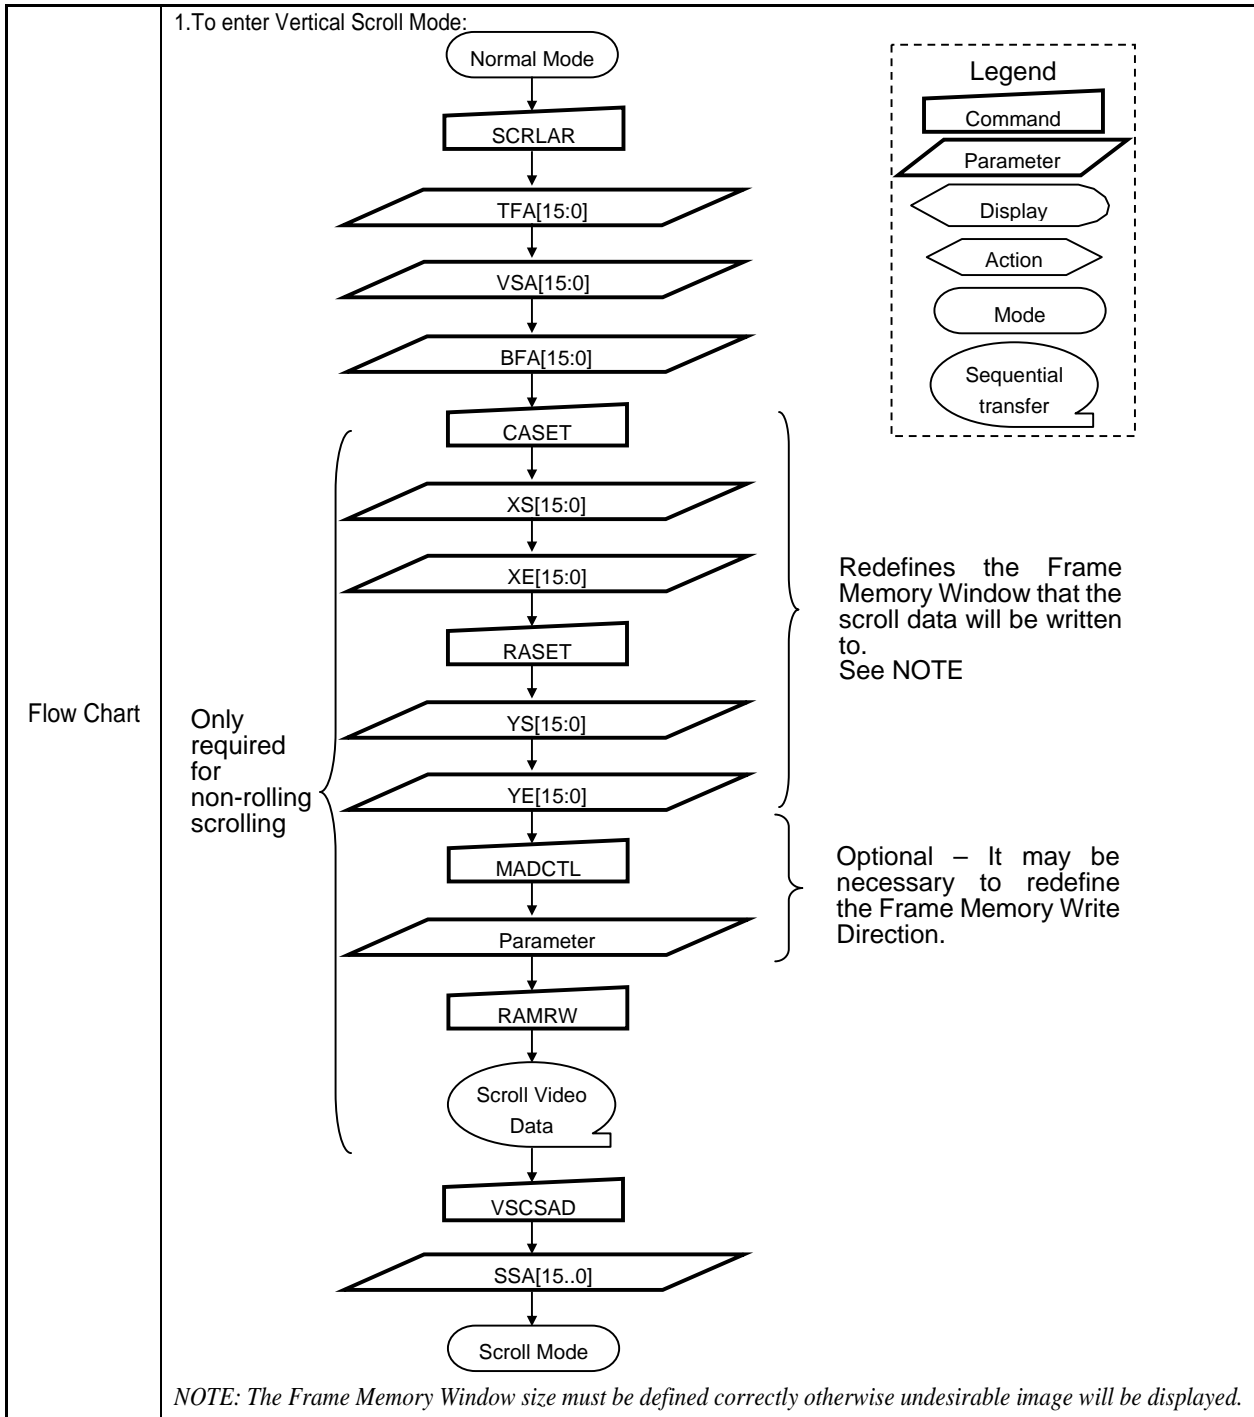 Flow Chart
1.To enter Vertical Scroll Mode:
Normal Mode
SCRLAR
TFA[15:0]
VSA[15:0]
BFA[15:0]
CASET
XS[15:0]
XE[15:0]
RASET
YS[15:0]
YE[15:0]
MADCTL
Parameter
RAMRW
Scroll Video
Data
VSCSAD
SSA[15..0]
Scroll Mode
Only
required
for
non-rolling
scrolling
Legend
Command
Parameter
Display
Action
Mode
Sequential
transfer
Redefines the Frame
Memory Window that the
scroll data will be written
to.
See NOTE
Optional – It may be
necessary to redefine
the Frame Memory Write
Direction.
NOTE: The Frame Memory Window size must be defined correctly otherwise undesirable image will be displayed.